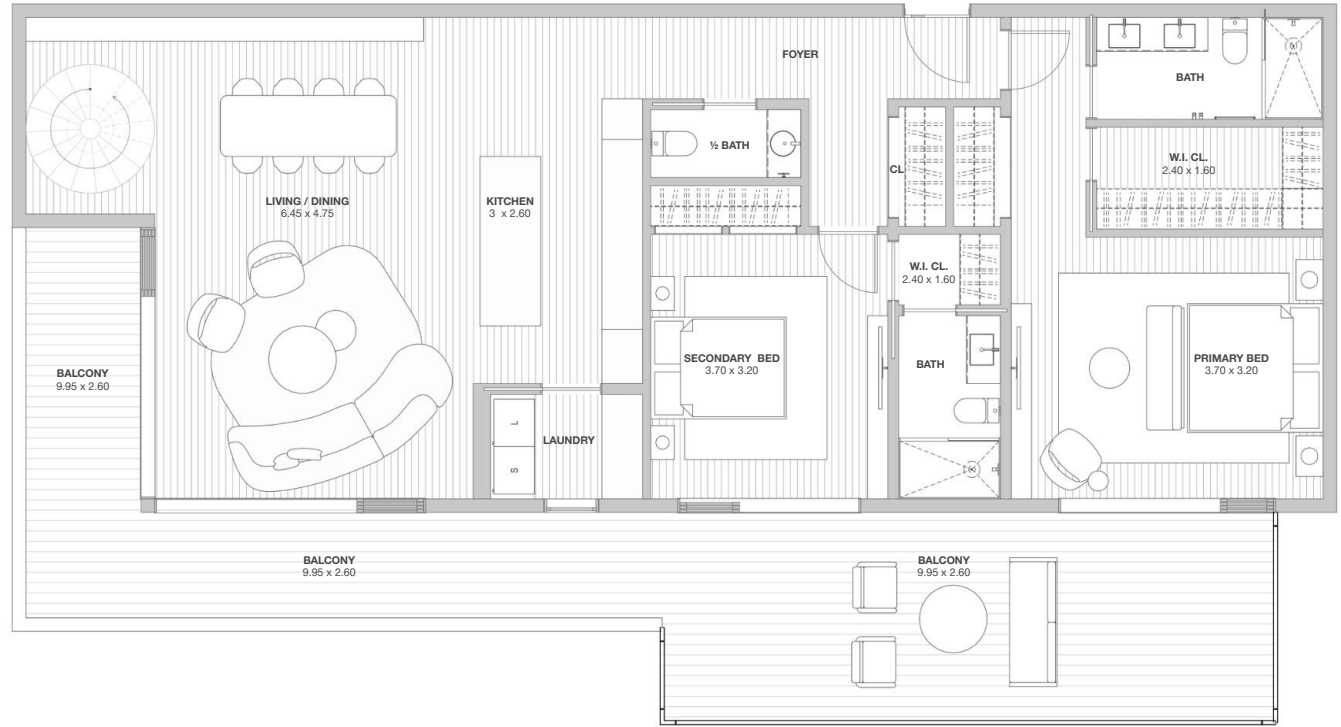 FOYER
BATH
½ BATH
CL
W.I. CL.
2.40 x 1.60
LIVING / DINING
6.45 x 4.75
KITCHEN
3 x 2.60
W.I. CL.
2.40 x 1.60
BALCONY
9.95 x 2.60
SECONDARY BED
3.70 x 3.20
BATH
PRIMARY BED
3.70 x 3.20
L
LAUNDRY
S
BALCONY
9.95 x 2.60
BALCONY
9.95 x 2.60